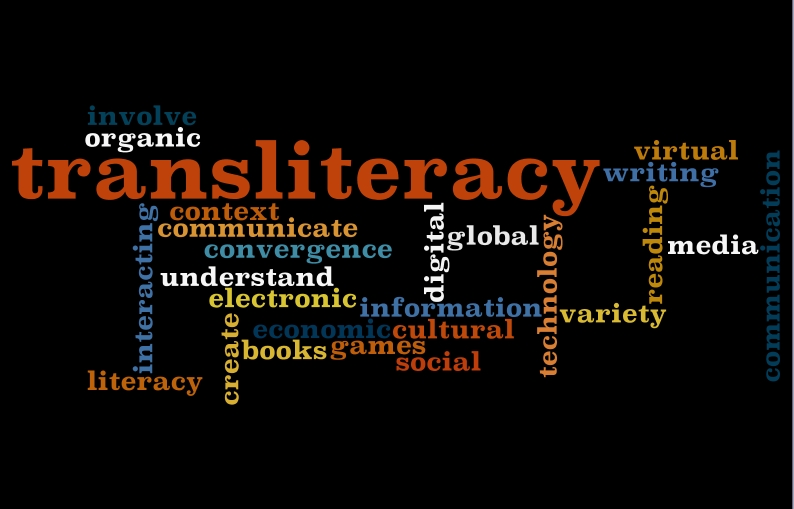 involve
organic
transliteracy
virtual
writing
communication
context
communicate
convergence
interacting
digital
global
technology
reading
media
understand
electronic
information
variety
economic
cultural
create
books
games
social
literacy